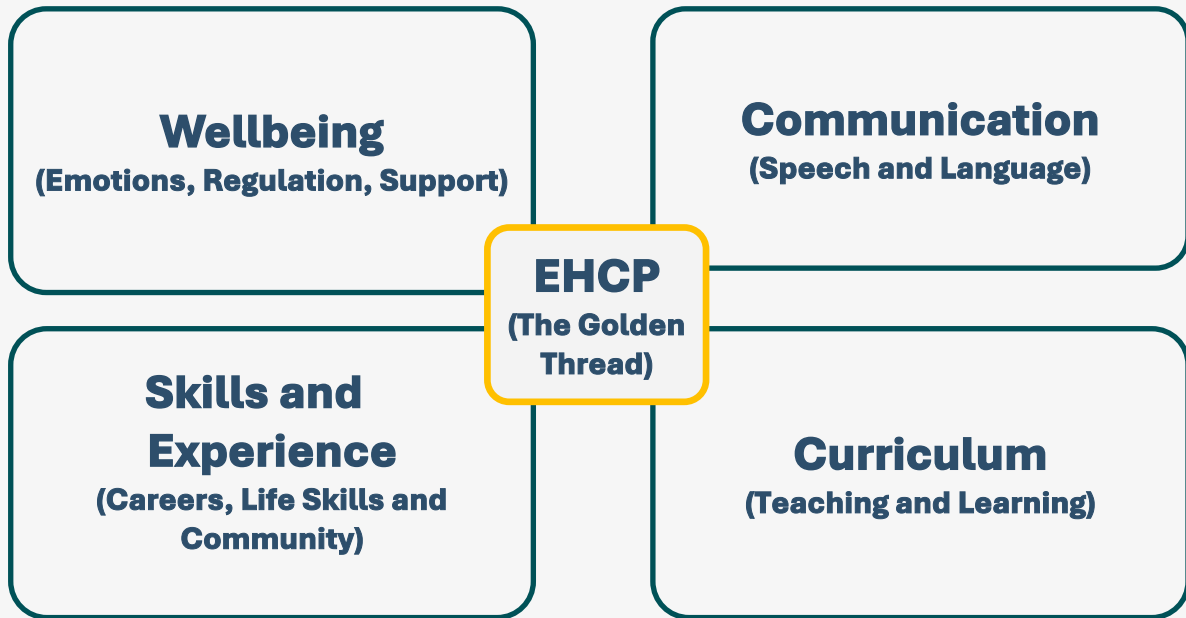 Wellbeing
(Emotions, Regulation, Support)
Communication
(Speech and Language)
EHCP
(The Golden
Thread)
Skills and
Experience
(Careers, Life Skills and
Community)
Curriculum
(Teaching and Learning)